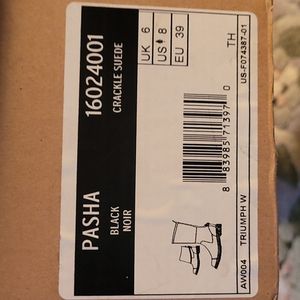 PASHA 16024001
BLACK CRACKLE SUEDE
NOIR
UK 6
US 8
EU 39
TH
US-F074387-01
8 83985 71397 0
AW004 TRIUMPH W